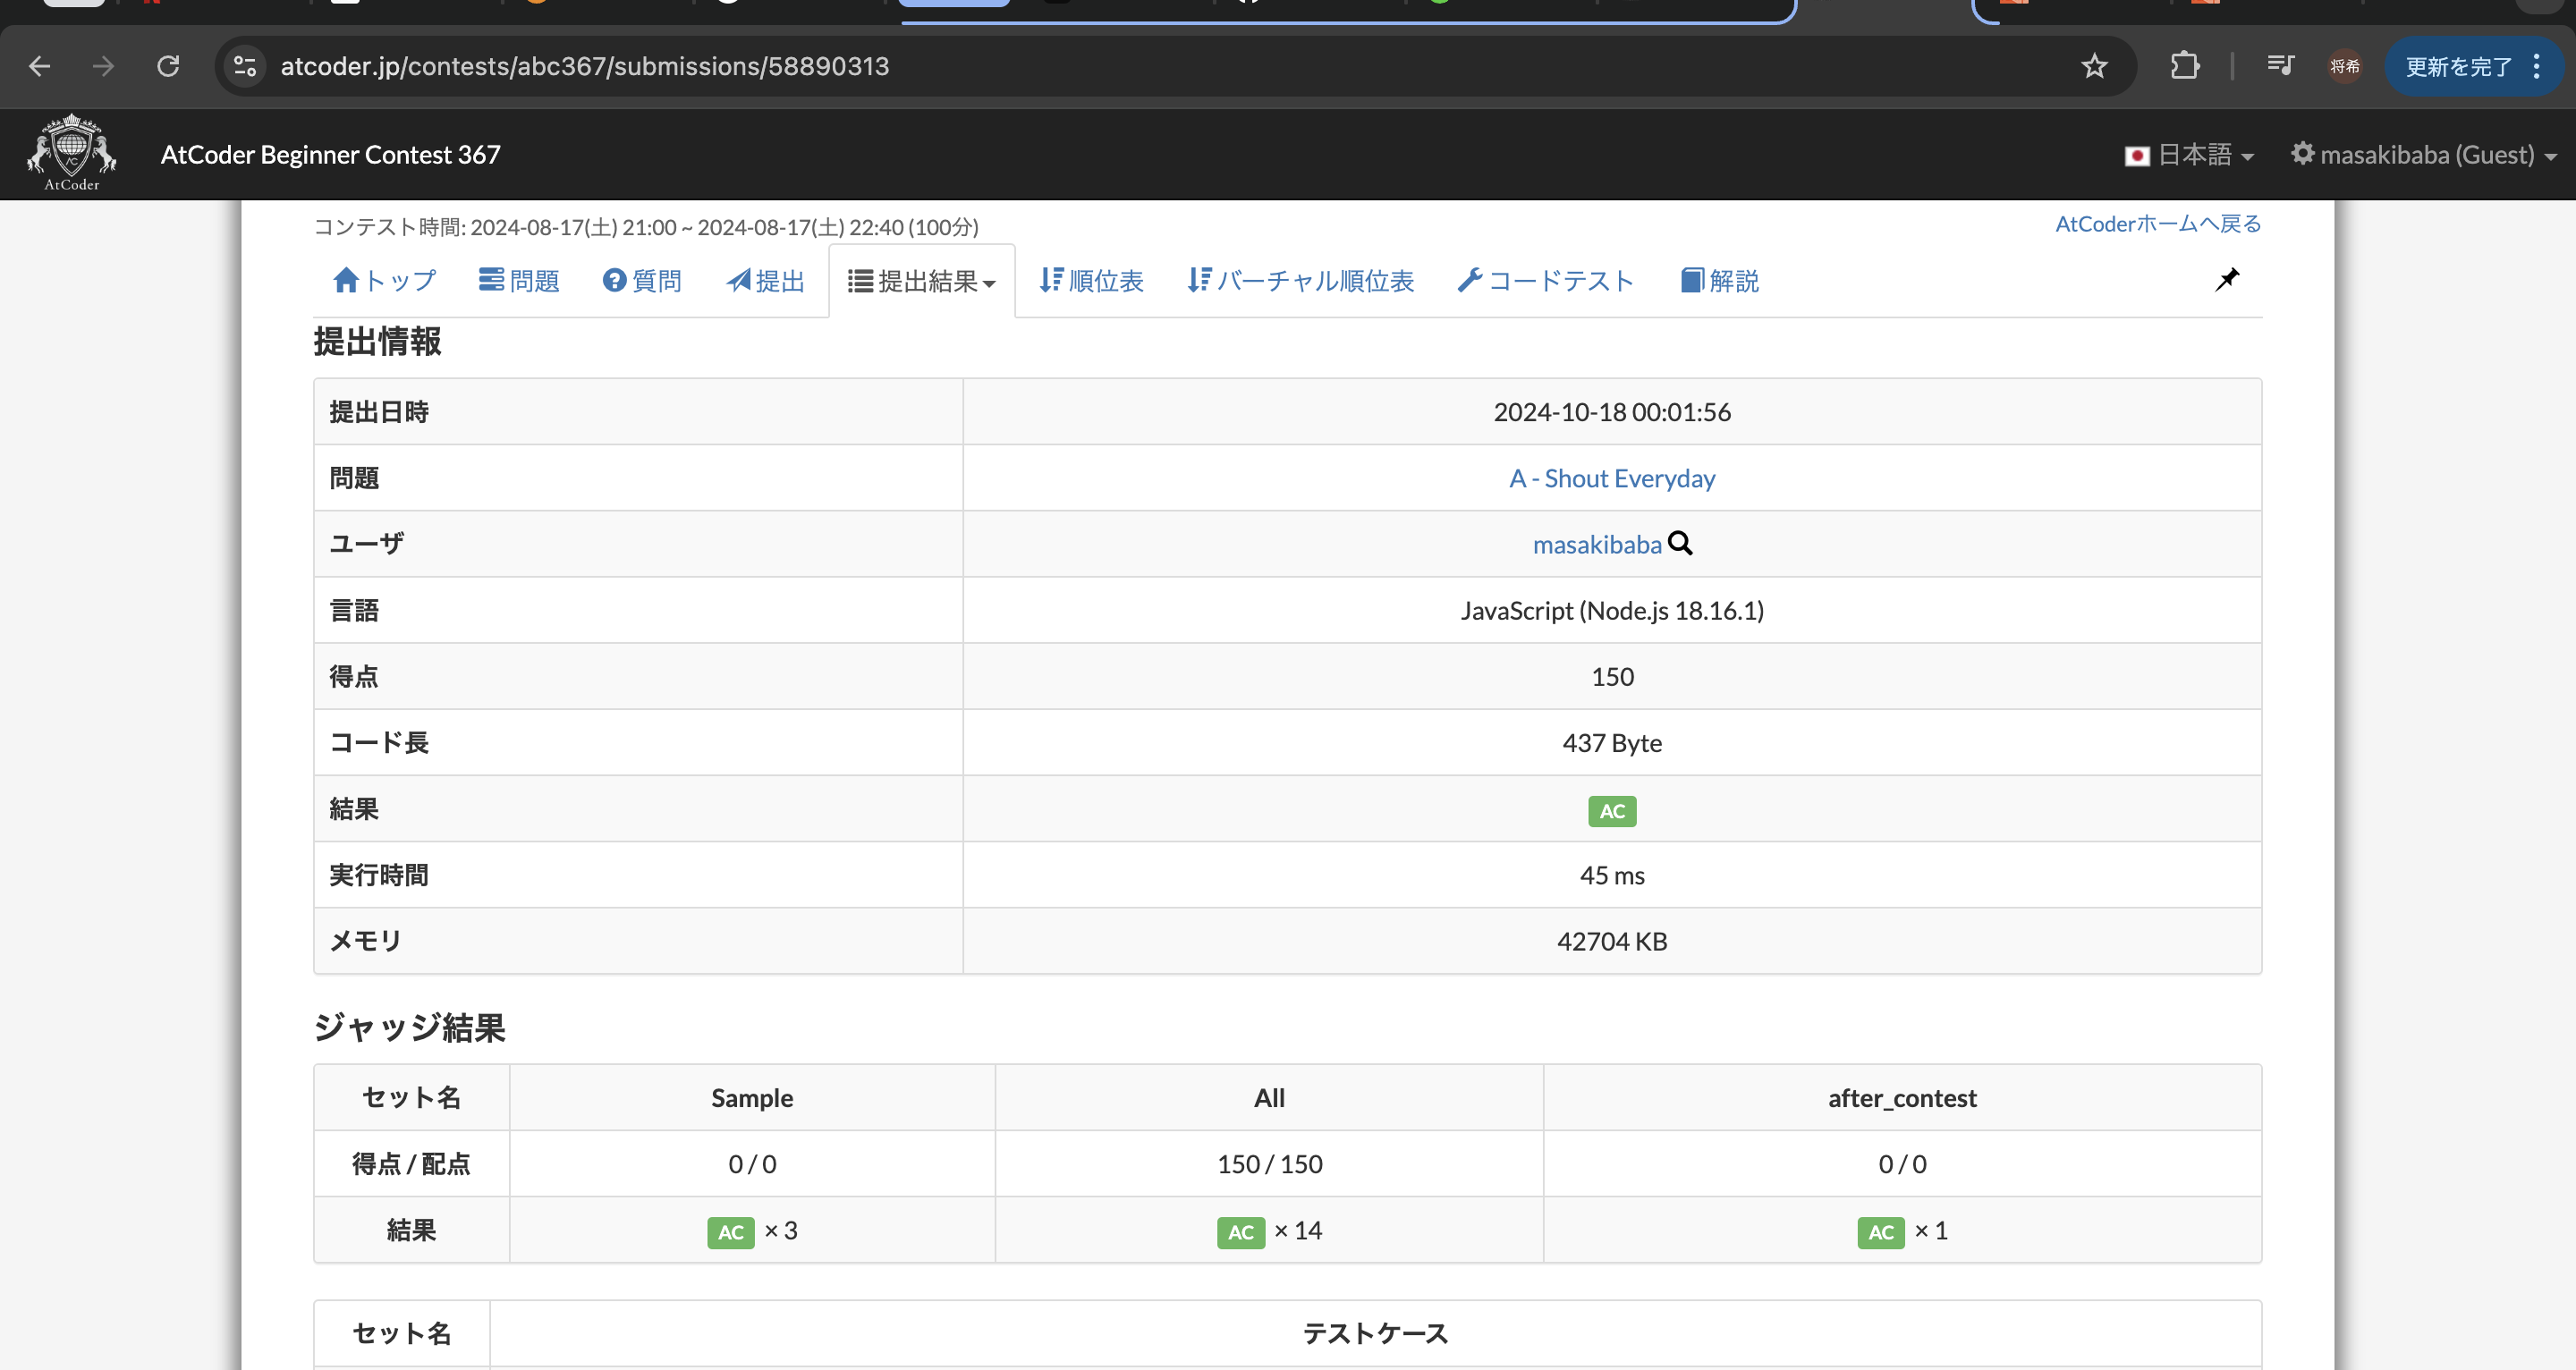 atcoder.jp/contests/abc367/submissions/58890313
将希
更新を完了
AtCoder
AtCoder Beginner Contest 367
日本語
masakibaba (Guest)
コンテスト時間: 2024-08-17(土) 21:00 ~ 2024-08-17(土) 22:40 (100分)
AtCoderホームへ戻る
トップ 問題 質問 提出 提出結果 順位表 バーチャル順位表 コードテスト 解説
提出情報
提出日時 2024-10-18 00:01:56
問題 A - Shout Everyday
ユーザ masakibaba
言語 JavaScript (Node.js 18.16.1)
得点 150
コード長 437 Byte
結果 AC
実行時間 45 ms
メモリ 42704 KB
ジャッジ結果
セット名 Sample All after_contest
得点 / 配点 0 / 0 150 / 150 0 / 0
結果 AC × 3 AC × 14 AC × 1
セット名 テストケース